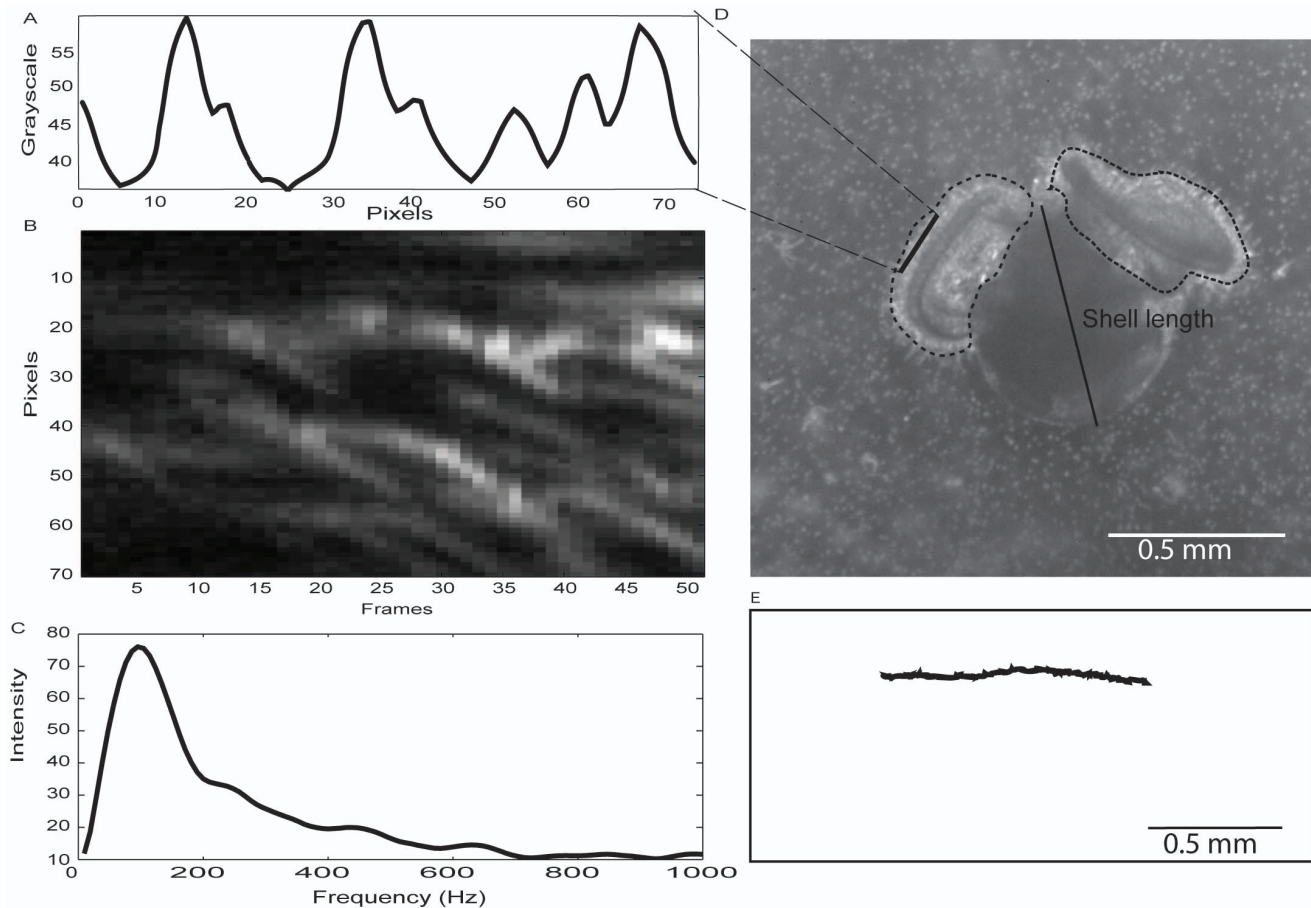 A
Grayscale
55
50
45
40
0 10 20 30 40 50 60 70
Pixels
B
Pixels
10
20
30
40
50
60
70
5 10 15 20 25 30 35 40 45 50
Frames
C
Intensity
80
70
60
50
40
30
20
10
0 200 400 600 800 1000
Frequency (Hz)
D
Shell length
0.5 mm
E
0.5 mm